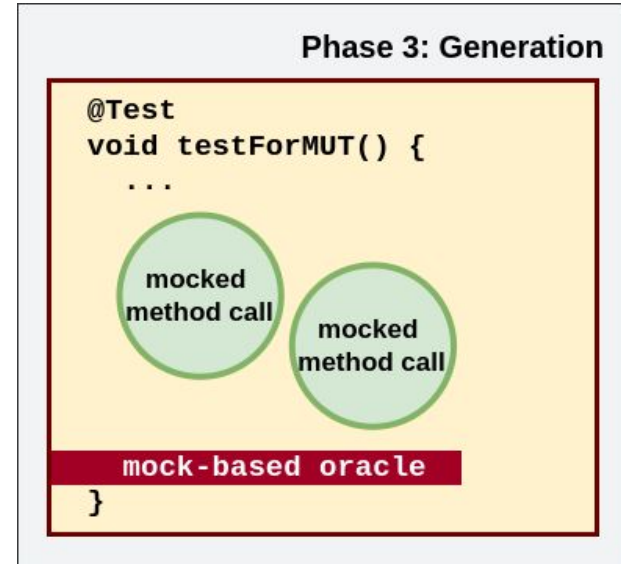 Phase 3: Generation
@Test
void testForMUT() {
...
mocked
method call
mocked
method call
mock-based oracle
}